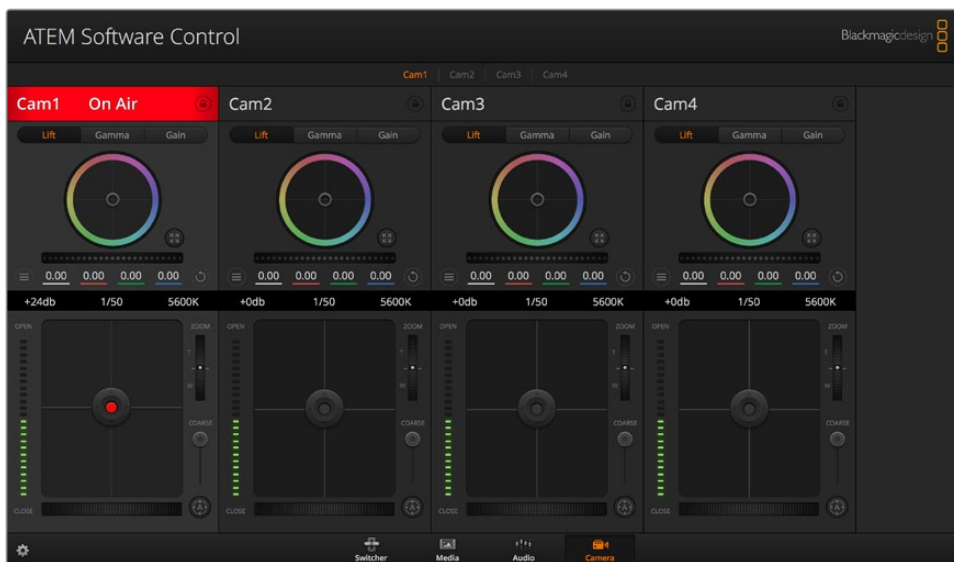 ATEM Software Control
Blackmagicdesign
Cam1 Cam2 Cam3 Cam4
Cam1 On Air
Lift Gamma Gain
0.00 0.00 0.00 0.00
+24db 1/50 5600K
OPEN ZOOM
T
W
COARSE
CLOSE A
Cam2
Lift Gamma Gain
0.00 0.00 0.00 0.00
+0db 1/50 5600K
OPEN ZOOM
T
W
COARSE
CLOSE A
Cam3
Lift Gamma Gain
0.00 0.00 0.00 0.00
+0db 1/50 5600K
OPEN ZOOM
T
W
COARSE
CLOSE A
Cam4
Lift Gamma Gain
0.00 0.00 0.00 0.00
+0db 1/50 5600K
OPEN ZOOM
T
W
COARSE
CLOSE A
4
Switcher Media Audio Camera